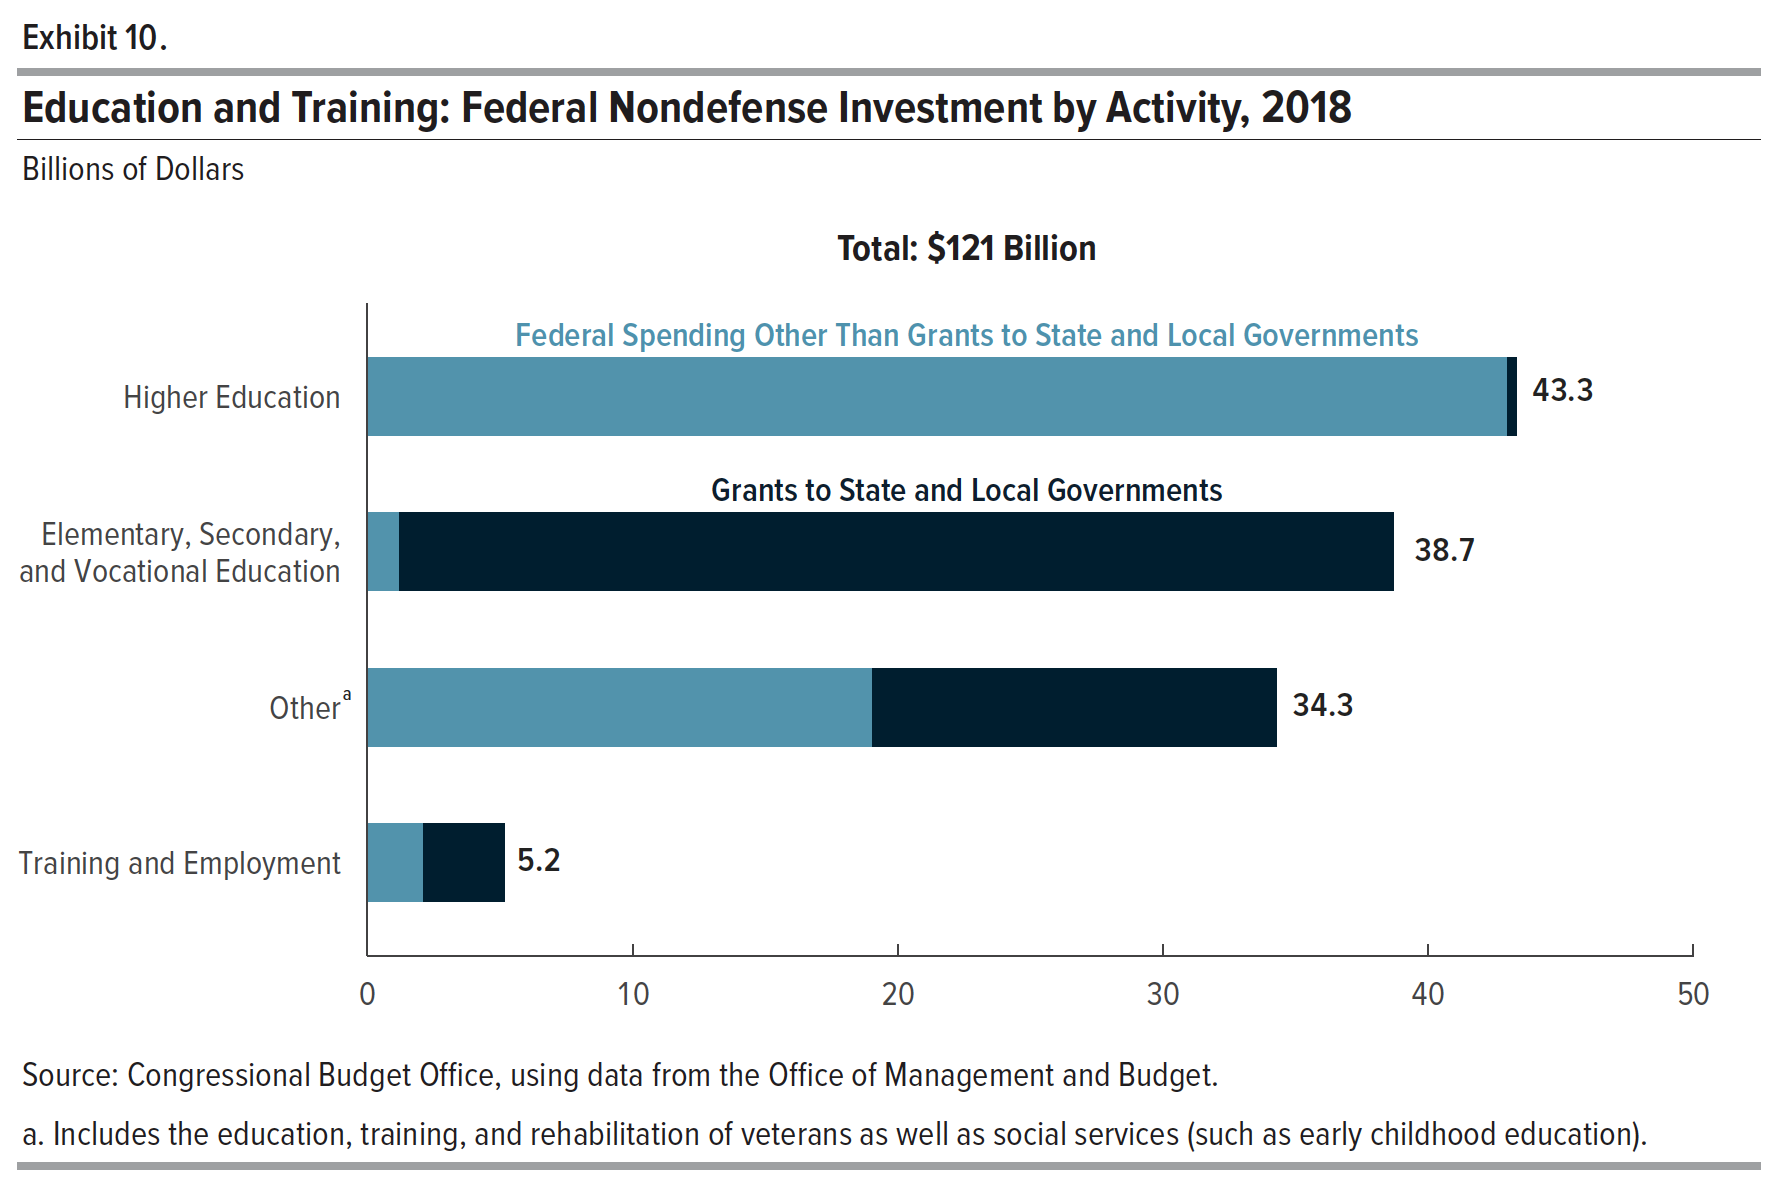 Exhibit 10.
Education and Training: Federal Nondefense Investment by Activity, 2018
Billions of Dollars
Total: $121 Billion
Federal Spending Other Than Grants to State and Local Governments
Higher Education
43.3
Grants to State and Local Governments
Elementary, Secondary,
and Vocational Education
38.7
Other a
34.3
Training and Employment
5.2
0 10 20 30 40 50
Source: Congressional Budget Office, using data from the Office of Management and Budget.
a. Includes the education, training, and rehabilitation of veterans as well as social services (such as early childhood education).